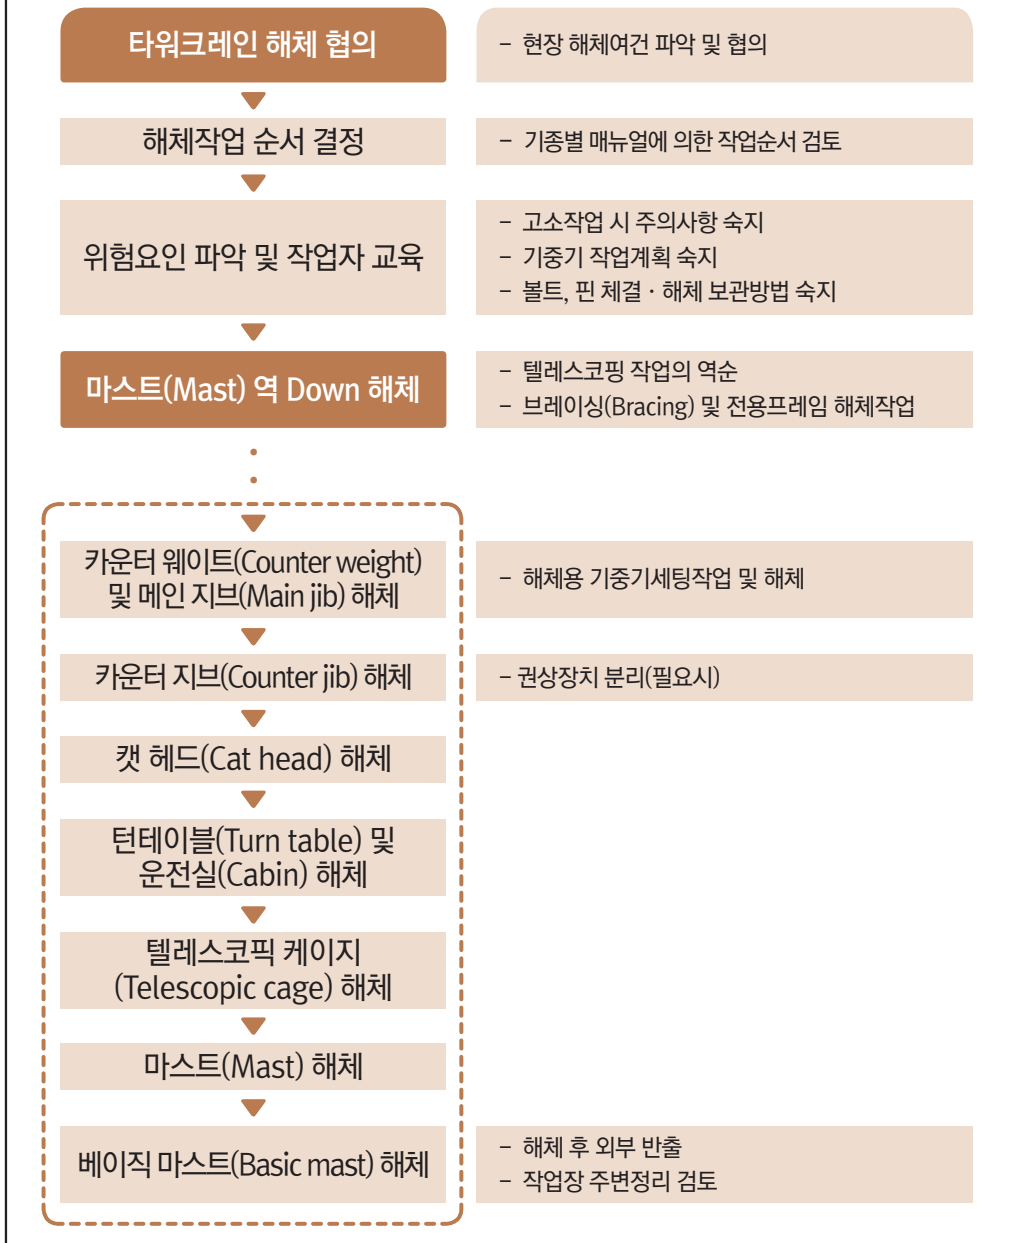 타워크레인 해체 협의
– 현장 해체여건 파악 및 협의
해체작업 순서 결정
– 기종별 매뉴얼에 의한 작업순서 검토
위험요인 파악 및 작업자 교육
– 고소작업 시 주의사항 숙지
– 기중기 작업계획 숙지
– 볼트, 핀 체결 · 해체 보관방법 숙지
마스트(Mast) 역 Down 해체
– 텔레스코핑 작업의 역순
– 브레이싱(Bracing) 및 전용프레임 해체작업
카운터 웨이트(Counter weight)
및 메인 지브(Main jib) 해체
– 해체용 기중기세팅작업 및 해체
카운터 지브(Counter jib) 해체
– 권상장치 분리(필요시)
캣 헤드(Cat head) 해체
턴테이블(Turn table) 및
운전실(Cabin) 해체
텔레스코픽 케이지
(Telescopic cage) 해체
마스트(Mast) 해체
베이직 마스트(Basic mast) 해체
– 해체 후 외부 반출
– 작업장 주변정리 검토